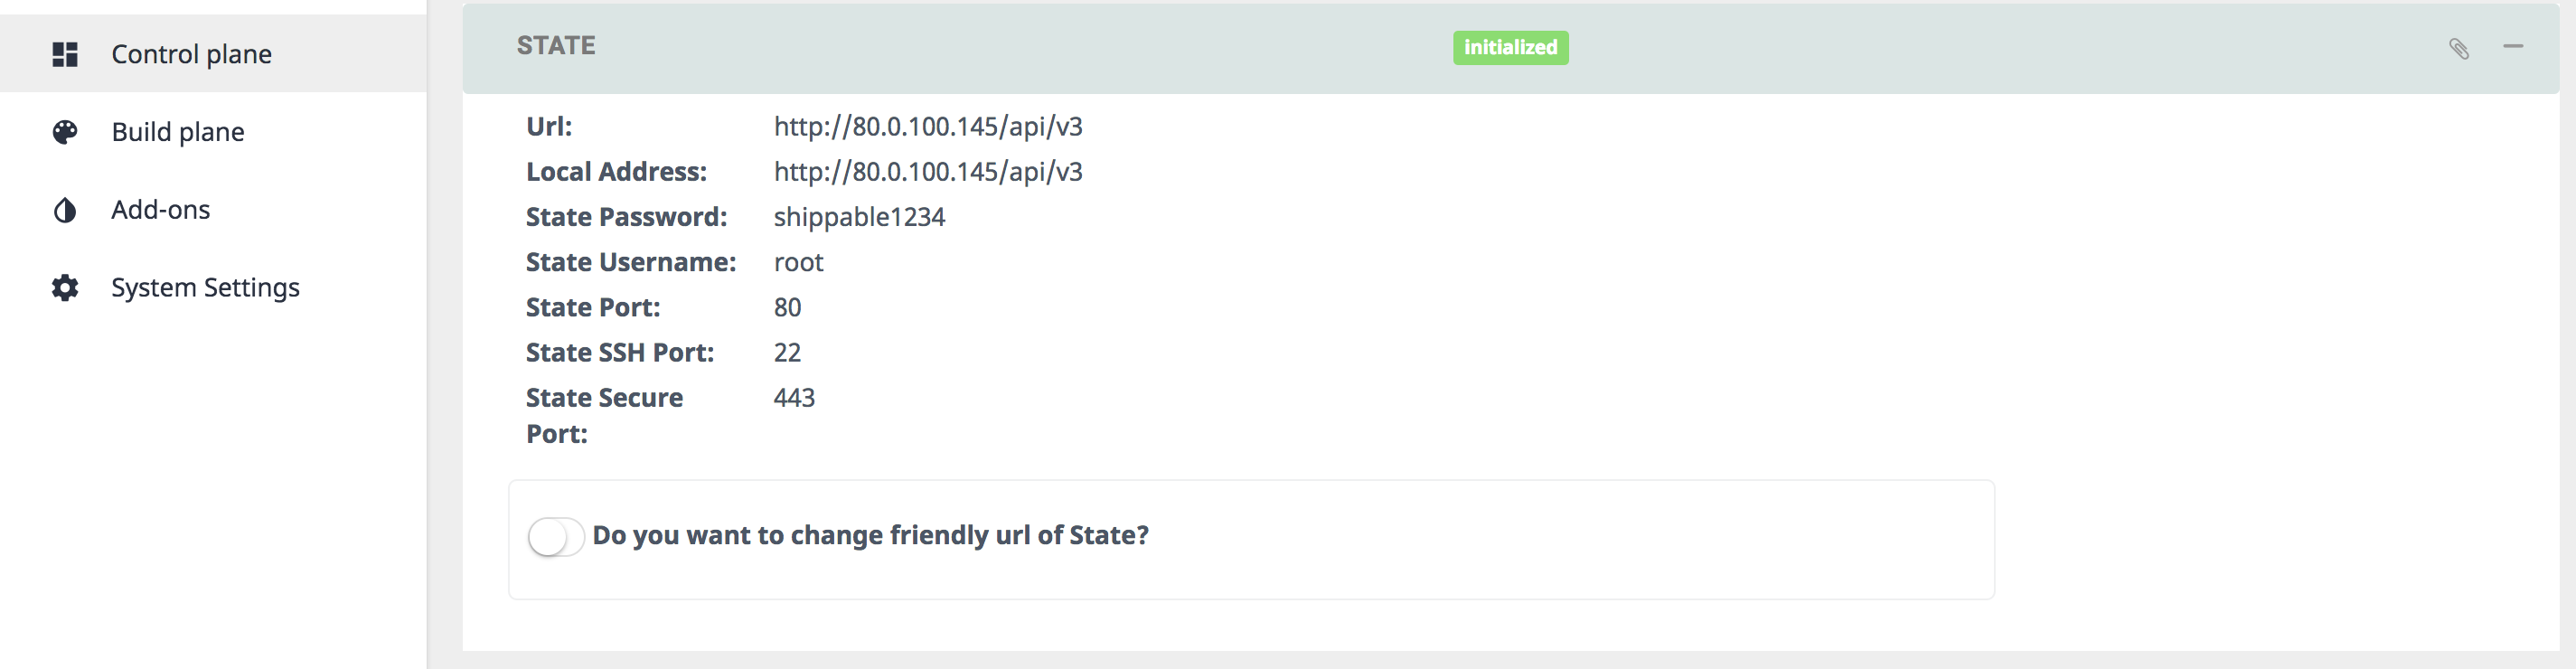 Control plane
Build plane
Add-ons
System Settings
STATE
initialized
Url: http://80.0.100.145/api/v3
Local Address: http://80.0.100.145/api/v3
State Password: shippable1234
State Username: root
State Port: 80
State SSH Port: 22
State Secure 443
Port:
Do you want to change friendly url of State?